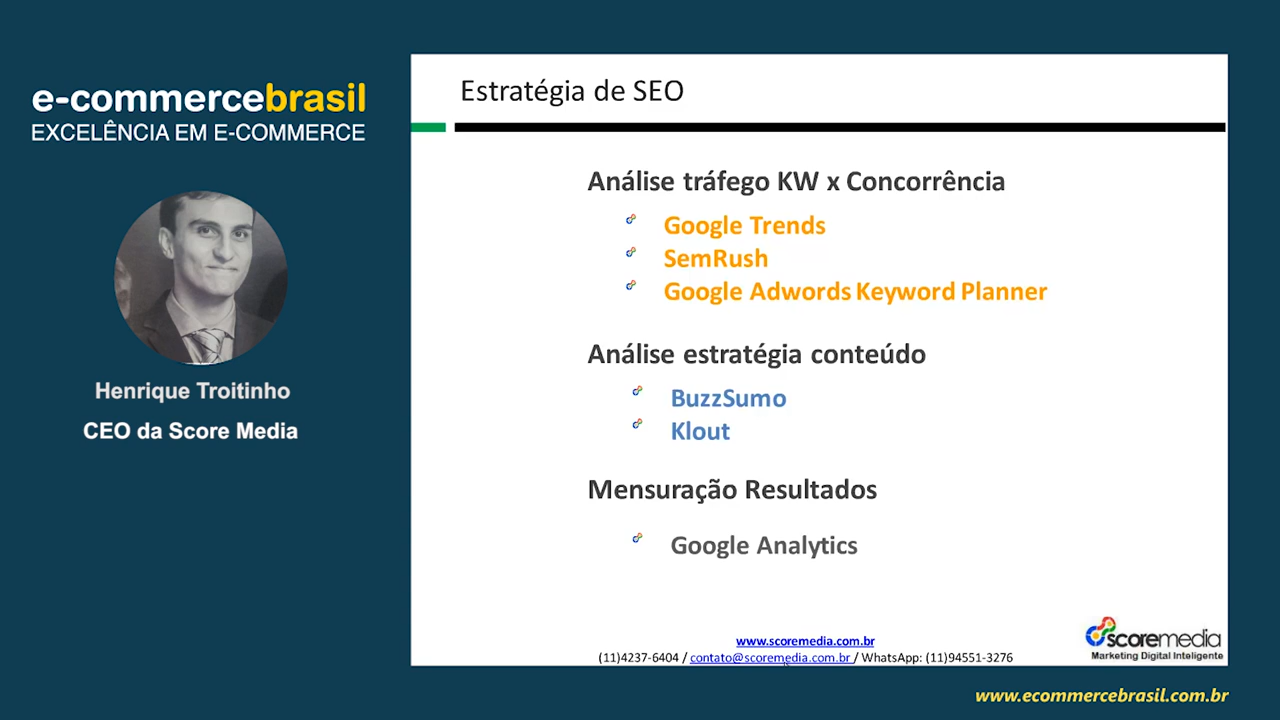 e-commercebrasil
EXCELÊNCIA EM E-COMMERCE
Henrique Troitinho
CEO da Score Media
Estratégia de SEO
Análise tráfego KW x Concorrência
Google Trends
SemRush
Google Adwords Keyword Planner
Análise estratégia conteúdo
BuzzSumo
Klout
Mensuração Resultados
Google Analytics
www.scoremedia.com.br
(11)4237-6404 / contato@scoremedia.com.br / WhatsApp: (11)94551-3276
scoremedia
Marketing Digital Inteligente
www.ecommercebrasil.com.br